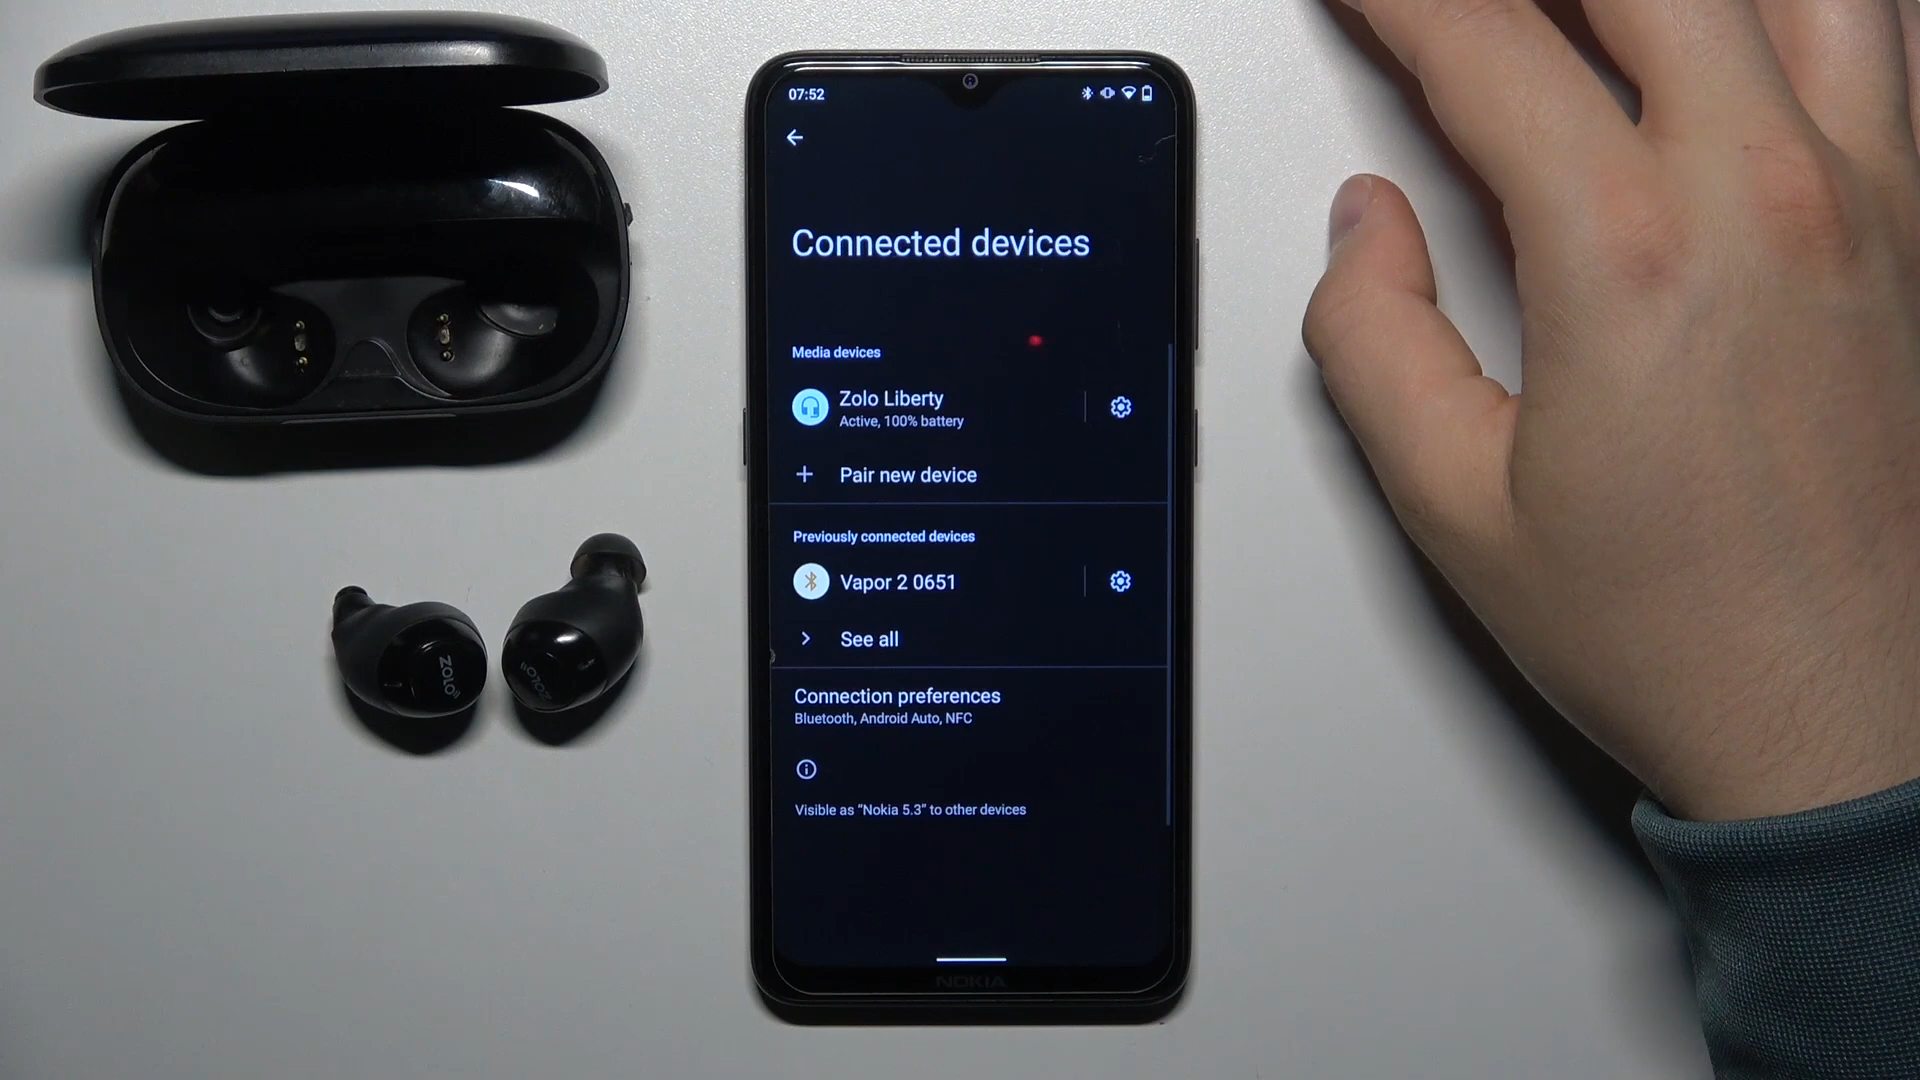 07:52
Connected devices
Media devices
Zolo Liberty
Active, 100% battery
Pair new device
Previously connected devices
Vapor 2 0651
See all
Connection preferences
Bluetooth, Android Auto, NFC
Visible as “Nokia 5.3” to other devices
NOKIA
ZOLO
ZOLO